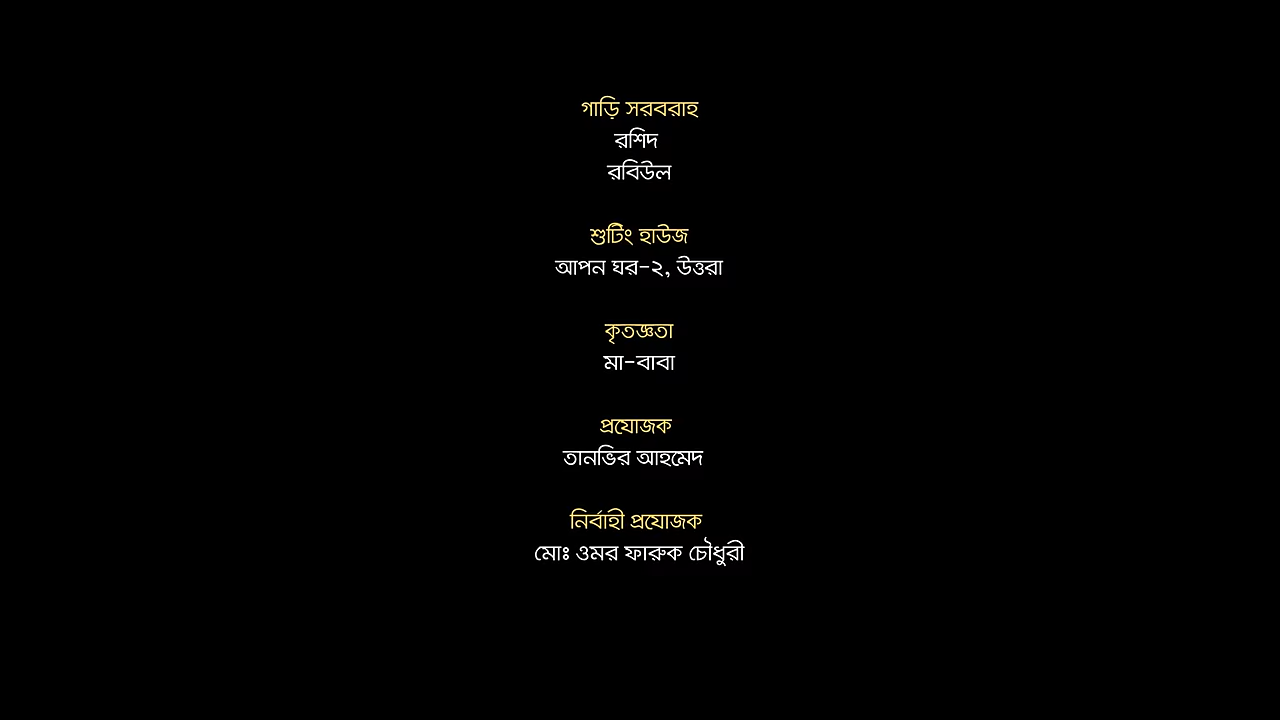 গাড়ি সরবরাহ
রশিদ
রবিউল
শুটিং হাউজ
আপন ঘর-২, উত্তরা
কৃতজ্ঞতা
মা-বাবা
প্রযোজক
তানভির আহমেদ
নির্বাহী প্রযোজক
মোঃ ওমর ফারুক চৌধুরী